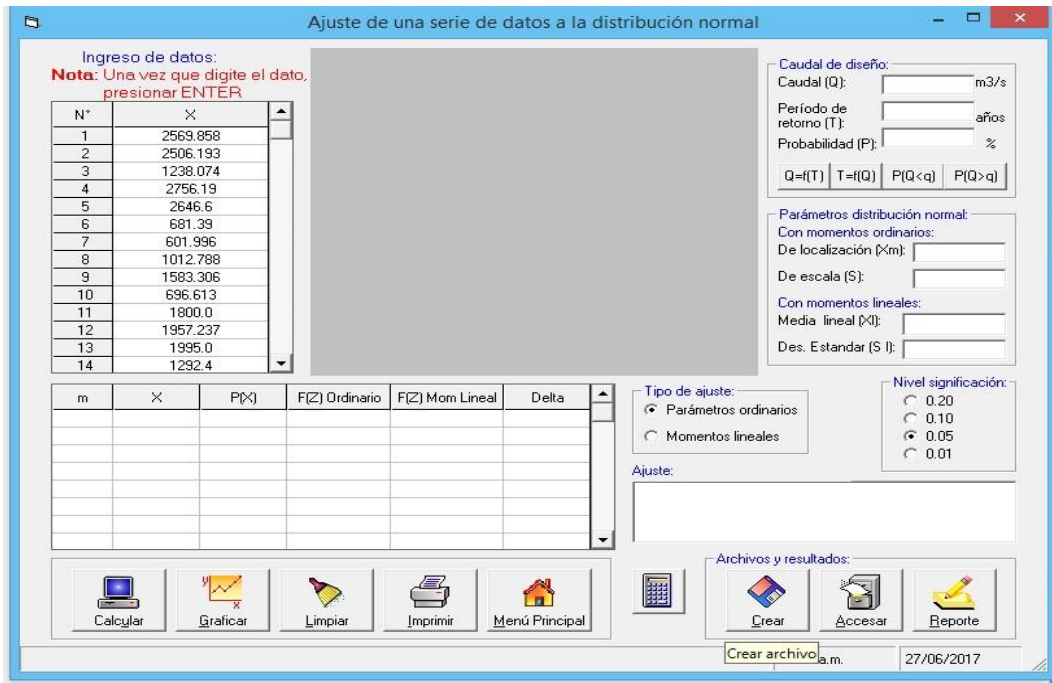 Ajuste de una serie de datos a la distribución normal
Ingreso de datos:
Nota: Una vez que digite el dato,
presionar ENTER
N° X
1 2569.858
2 2506.193
3 1238.074
4 2756.19
5 2646.6
6 681.39
7 601.996
8 1012.788
9 1583.306
10 696.613
11 1800.0
12 1957.237
13 1995.0
14 1292.4
Caudal de diseño:
Caudal (Q): m3/s
Período de
retorno (T): años
Probabilidad (P): %
Q=f(T) T=f(Q) P(Q<q) P(Q>q)
Parámetros distribución normal:
Con momentos ordinarios:
De localización (Xm):
De escala (S):
Con momentos lineales:
Media lineal (Xl):
Des. Estandar (S l):
m X P(X) F(Z) Ordinario F(Z) Mom Lineal Delta
Tipo de ajuste:
Parámetros ordinarios
Momentos lineales
Nivel significación:
0.20
0.10
0.05
0.01
Ajuste:
Calcular Graficar Limpiar Imprimir Menú Principal
Archivos y resultados:
Crear Accesar Reporte
Crear archivo
a.m. 27/06/2017